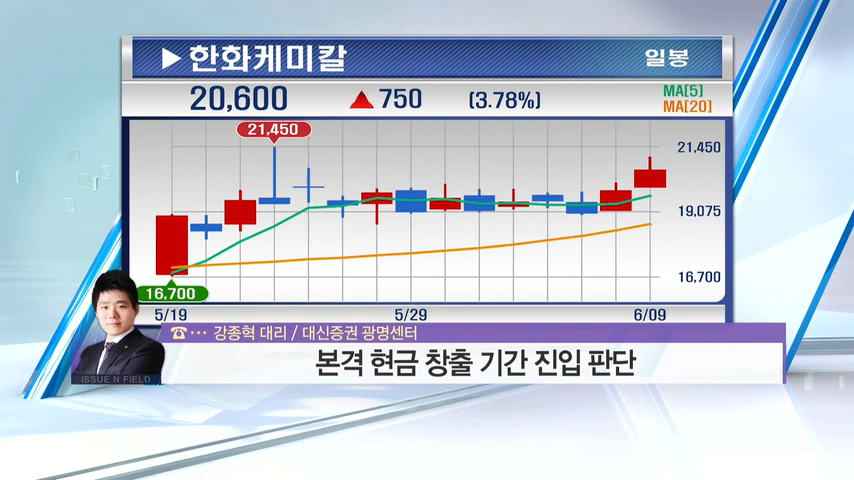 ▶한화케미칼
일봉
20,600 ▲750 (3.78%)
MA[5]
MA[20]
21,450
21,450
19,075
16,700
16,700
5/19 5/29 6/09
☎··· 강종혁 대리 / 대신증권 광명센터
본격 현금 창출 기간 진입 판단
ISSUE N FIELD